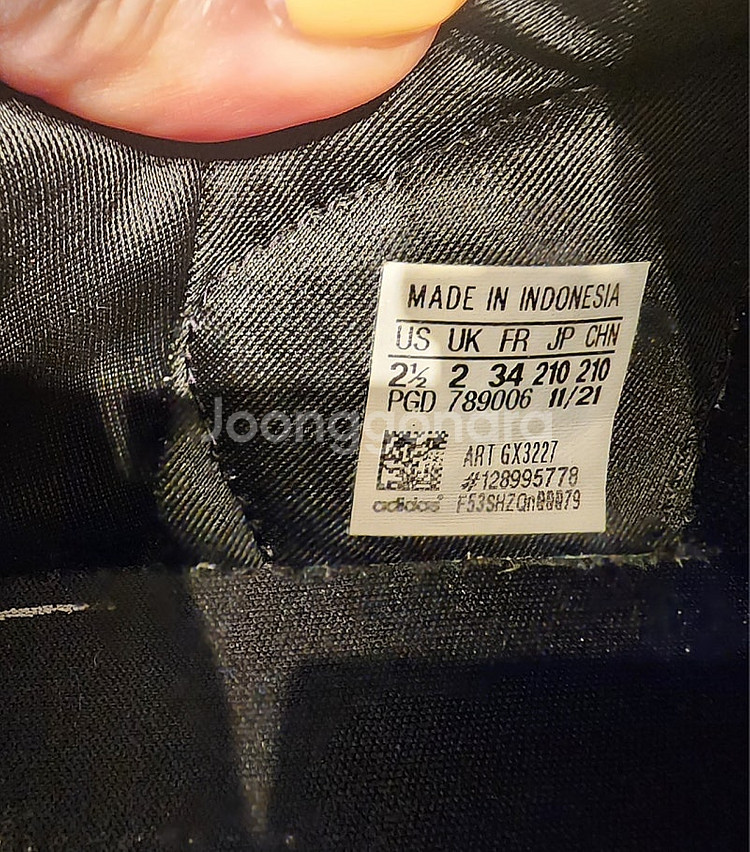 MADE IN INDONESIA
US UK FR JP CHN
2½ 2 34 210 210
PGD 789006 11/21
Joonggonara
ART GX3227
#128995778
adidas